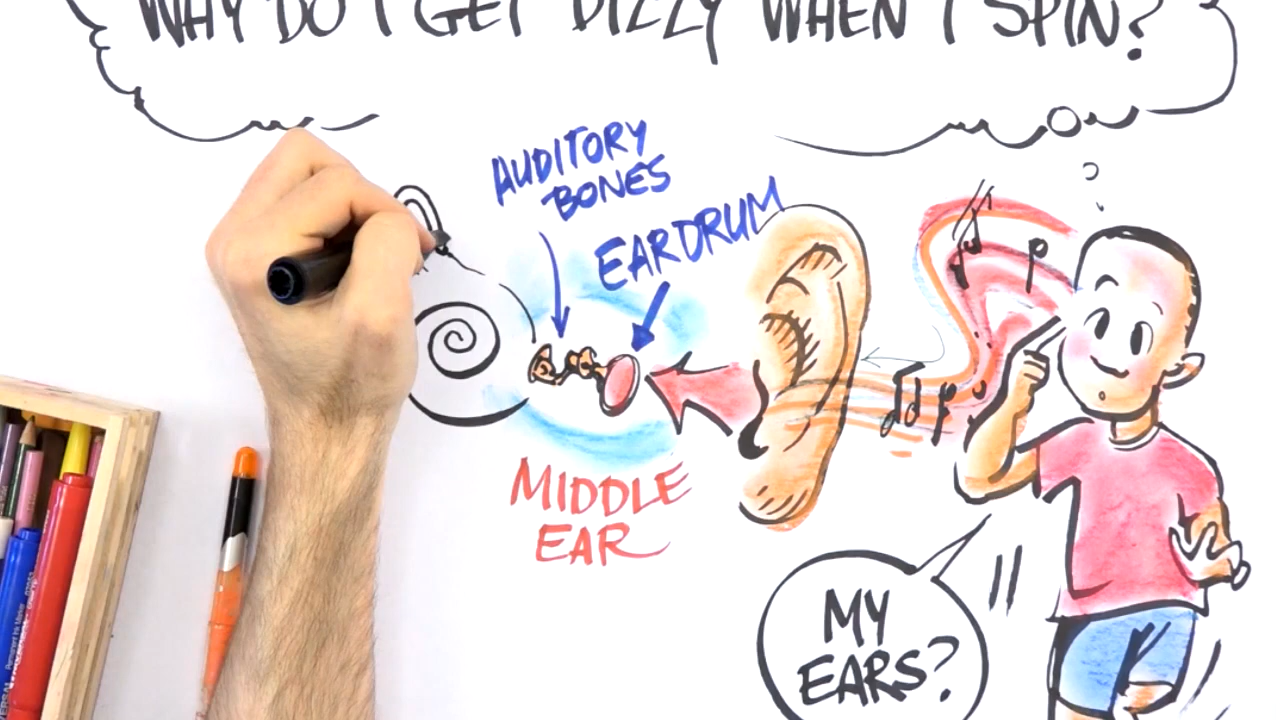 WHY DO I GET DIZZY WHEN I SPIN?
AUDITORY
BONES
EARDRUM
MIDDLE
EAR
MY
EARS?
?